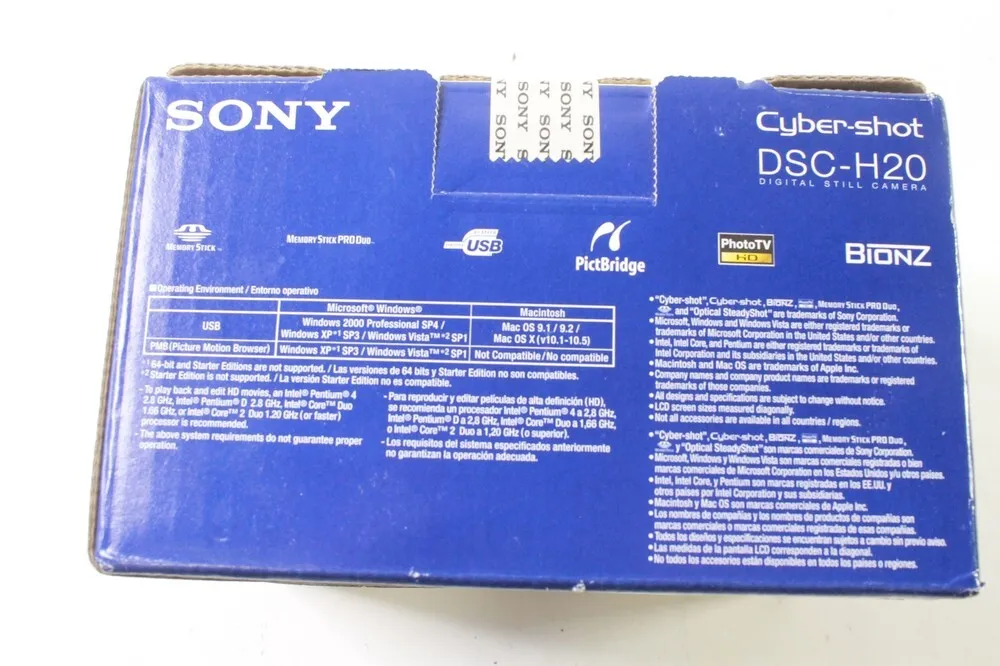 SONY
SONY SONY SONY SONY
Cyber-shot
DSC-H20
DIGITAL STILL CAMERA
MEMORY STICK™
MEMORY STICK PRO DUO™
USB
PictBridge
PhotoTV
HD
BIONZ
■Operating Environment / Entorno operativo
Microsoft® Windows® Macintosh
USB Windows 2000 Professional SP4 / Windows XP*1 SP3 / Windows Vista™*2 SP1 Mac OS 9.1 / 9.2 / Mac OS X (v10.1-10.5)
PMB (Picture Motion Browser) Windows XP*1 SP3 / Windows Vista™*2 SP1 Not Compatible / No compatible
*1 64-bit and Starter Editions are not supported. / Las versiones de 64 bits y Starter Edition no son compatibles.
*2 Starter Edition is not supported. / La versión Starter Edition no es compatible.
- To play back and edit HD movies, an Intel® Pentium® 4
2.8 GHz, Intel® Pentium® D 2.8 GHz, Intel® Core™ Duo
1.66 GHz, or Intel® Core™ 2 Duo 1.20 GHz (or faster)
processor is recommended.
- The above system requirements do not guarantee proper
operation.
- Para reproducir y editar películas de alta definición (HD),
se recomienda un procesador Intel® Pentium® 4 a 2,8 GHz,
Intel® Pentium® D a 2,8 GHz, Intel® Core™ Duo a 1,66 GHz,
o Intel® Core™ 2 Duo a 1,20 GHz (o superior).
- Los requisitos del sistema especificados anteriormente
no garantizan la operación adecuada.
•"Cyber-shot", Cyber-shot, BIONZ, MEMORY STICK PRO DUO,
and "Optical SteadyShot" are trademarks of Sony Corporation.
•Microsoft, Windows and Windows Vista are either registered trademarks or
trademarks of Microsoft Corporation in the United States and/or other countries.
•Intel, Intel Core, and Pentium are either registered trademarks or trademarks of
Intel Corporation and its subsidiaries in the United States and/or other countries.
•Macintosh and Mac OS are trademarks of Apple Inc.
•Company names and company product names are trademarks or registered
trademarks of those companies.
•All designs and specifications are subject to change without notice.
•LCD screen sizes measured diagonally.
•Not all accessories are available in all countries / regions.
•"Cyber-shot", Cyber-shot, BIONZ, MEMORY STICK PRO DUO,
y "Optical SteadyShot" son marcas comerciales de Sony Corporation.
•Microsoft, Windows y Windows Vista son marcas comerciales registradas o bien
marcas comerciales de Microsoft Corporation en los Estados Unidos y/u otros países.
•Intel, Intel Core, y Pentium son marcas registradas en los EE.UU. y
otros países por Intel Corporation y sus subsidiarias.
•Macintosh y Mac OS son marcas comerciales de Apple Inc.
•Los nombres de compañías y los nombres de productos de compañías son
marcas comerciales o marcas comerciales registradas de esas compañías.
•Todos los diseños y especificaciones se encuentran sujetos a cambio sin previo aviso.
•Las medidas de la pantalla LCD corresponden a la diagonal.
•No todos los accesorios están disponibles en todos los países o regiones.